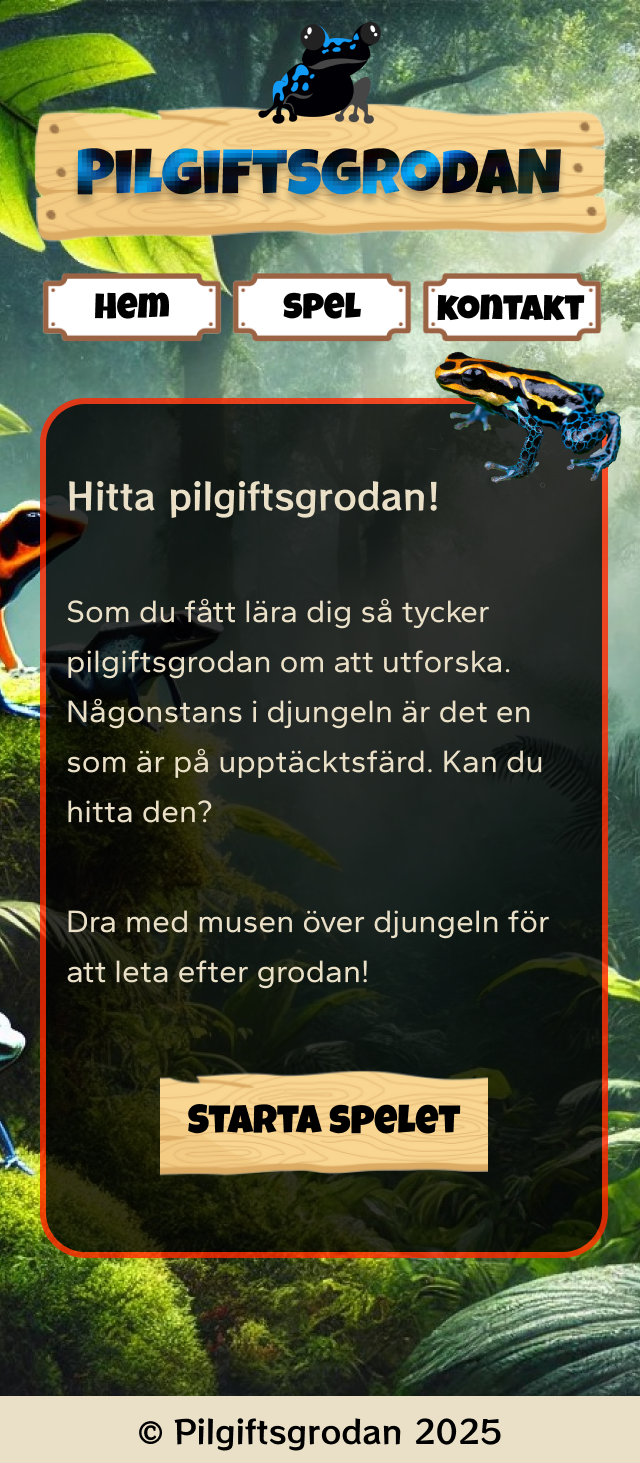 PILGIFTSGRODAN
Hem
Spel
Kontakt
Hitta pilgiftsgrodan!
Som du fått lära dig så tycker
pilgiftsgrodan om att utforska.
Någonstans i djungeln är det en
som är på upptäcktsfärd. Kan du
hitta den?
Dra med musen över djungeln för
att leta efter grodan!
Starta spelet
© Pilgiftsgrodan 2025